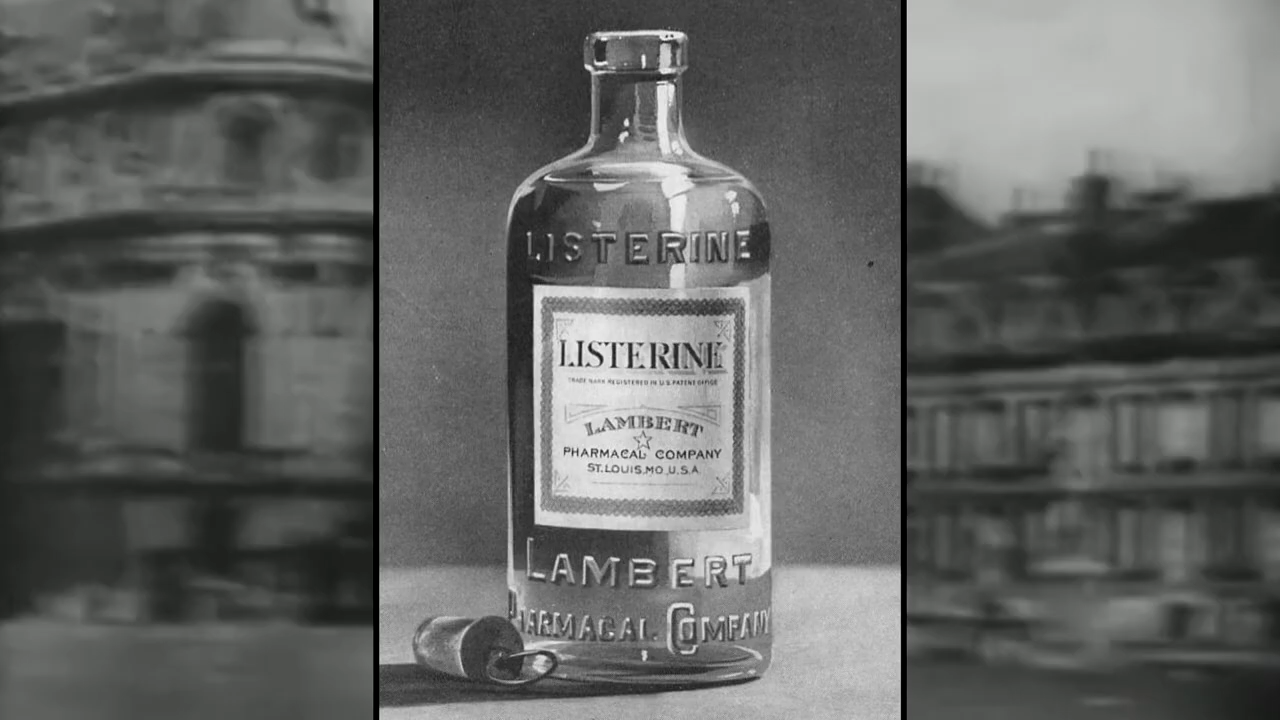 LISTERINE
LISTERINE
TRADE MARK REGISTERED IN U.S. PATENT OFFICE
LAMBERT
PHARMACAL COMPANY
ST. LOUIS, MO., U.S.A.
LAMBERT
PHARMACAL COMPANY